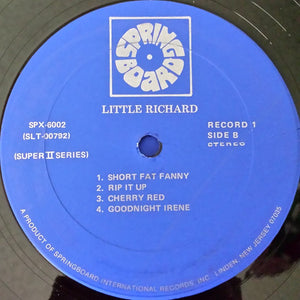 SPRING
BOARD
LITTLE RICHARD
SPX-6002
(SLT-00792)
(SUPER II SERIES)
RECORD 1
SIDE B
STEREO
1. SHORT FAT FANNY
2. RIP IT UP
3. CHERRY RED
4. GOODNIGHT IRENE
A PRODUCT OF SPRINGBOARD INTERNATIONAL RECORDS, INC. LINDEN, NEW JERSEY 07035